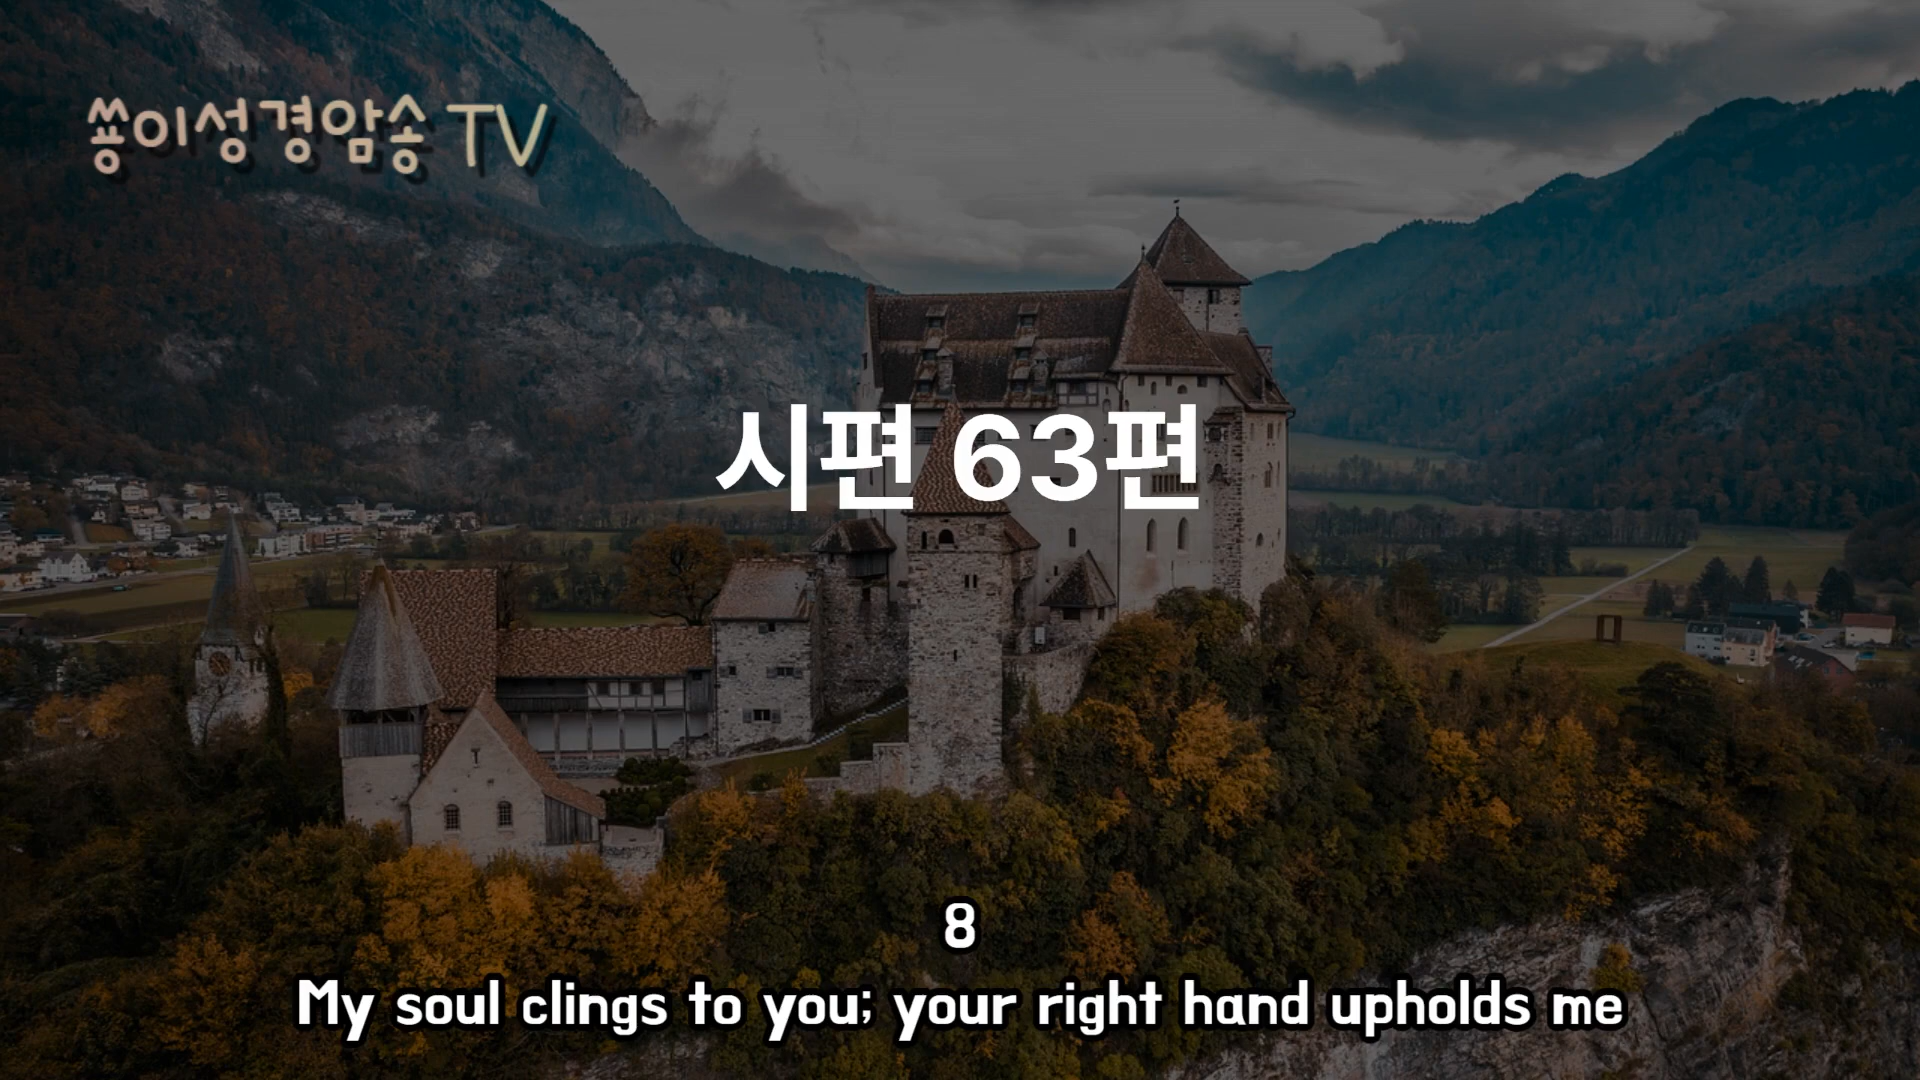 쏭이성경암송 TV
시편 63편
8
My soul clings to you; your right hand upholds me